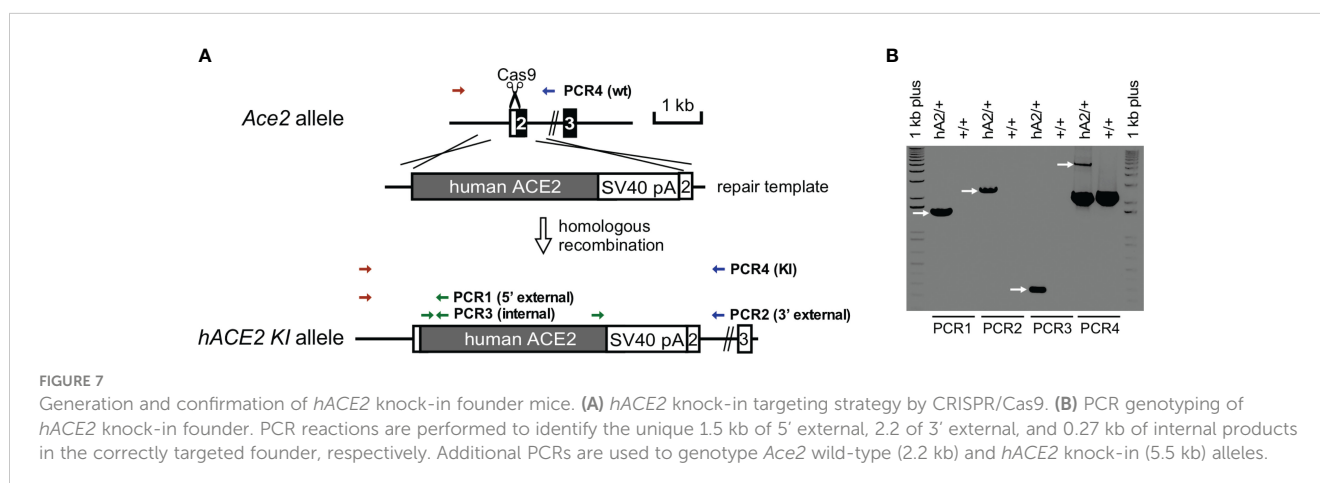 A
Cas9
PCR4 (wt)
1 kb
Ace2 allele
2
3
human ACE2
SV40 pA
2
repair template
homologous
recombination
PCR4 (KI)
PCR1 (5' external)
PCR3 (internal)
PCR2 (3' external)
hACE2 KI allele
human ACE2
SV40 pA
2
3
B
1 kb plus
hA2/+
+/+
hA2/+
+/+
hA2/+
+/+
hA2/+
+/+
1 kb plus
PCR1
PCR2
PCR3
PCR4
FIGURE 7
Generation and confirmation of hACE2 knock-in founder mice. (A) hACE2 knock-in targeting strategy by CRISPR/Cas9. (B) PCR genotyping of
hACE2 knock-in founder. PCR reactions are performed to identify the unique 1.5 kb of 5' external, 2.2 of 3' external, and 0.27 kb of internal products
in the correctly targeted founder, respectively. Additional PCRs are used to genotype Ace2 wild-type (2.2 kb) and hACE2 knock-in (5.5 kb) alleles.